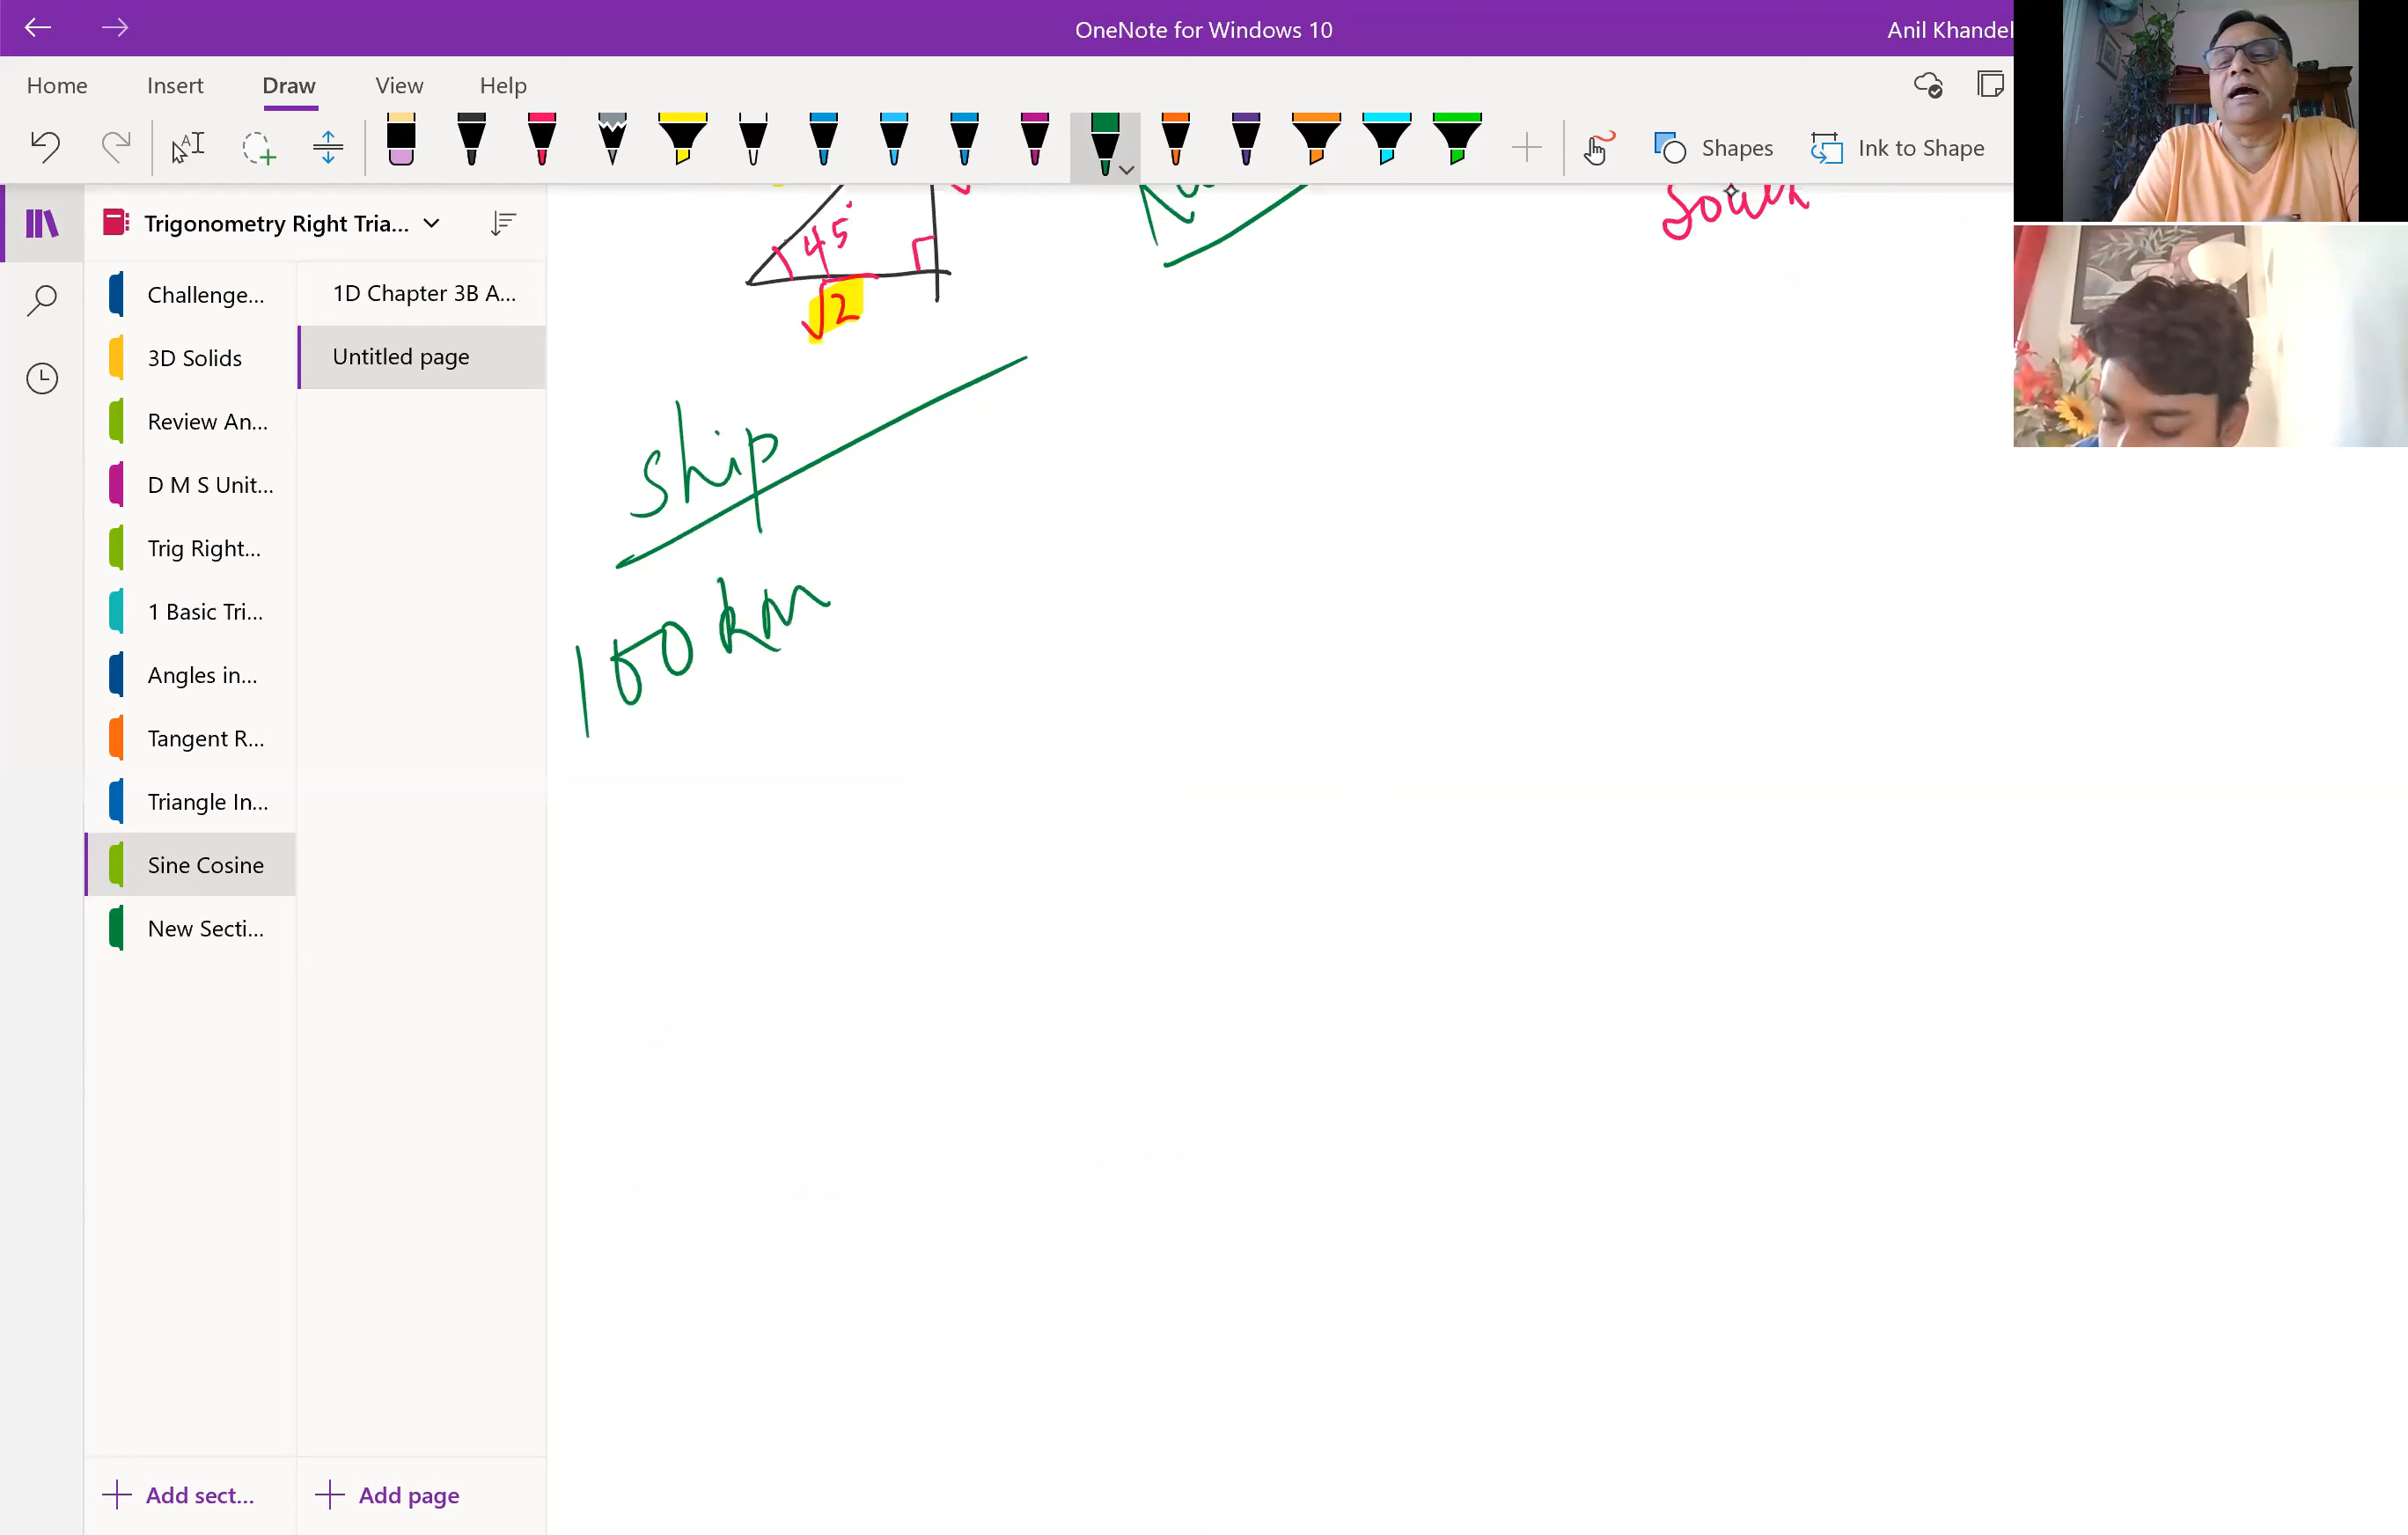 OneNote for Windows 10
Anil Khandel
Home Insert Draw View Help
Shapes
Ink to Shape
Trigonometry Right Tria...
Challenge...
3D Solids
Review An...
D M S Unit...
Trig Right...
1 Basic Tri...
Angles in...
Tangent R...
Triangle In...
Sine Cosine
New Secti...
1D Chapter 3B A...
Untitled page
45°
√2
South
ship
100 km
Add sect...
Add page